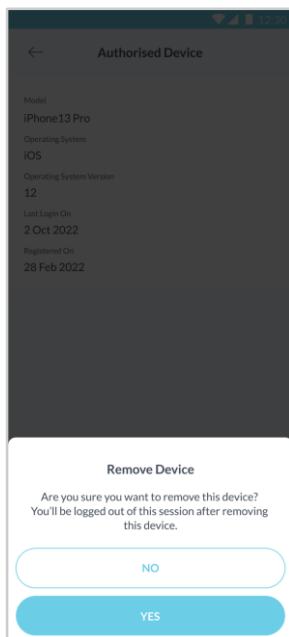 12:30
Authorised Device
Model
iPhone13 Pro
Operating System
iOS
Operating System Version
12
Last Login On
2 Oct 2022
Registered On
28 Feb 2022
Remove Device
Are you sure you want to remove this device?
You'll be logged out of this session after removing
this device.
NO
YES